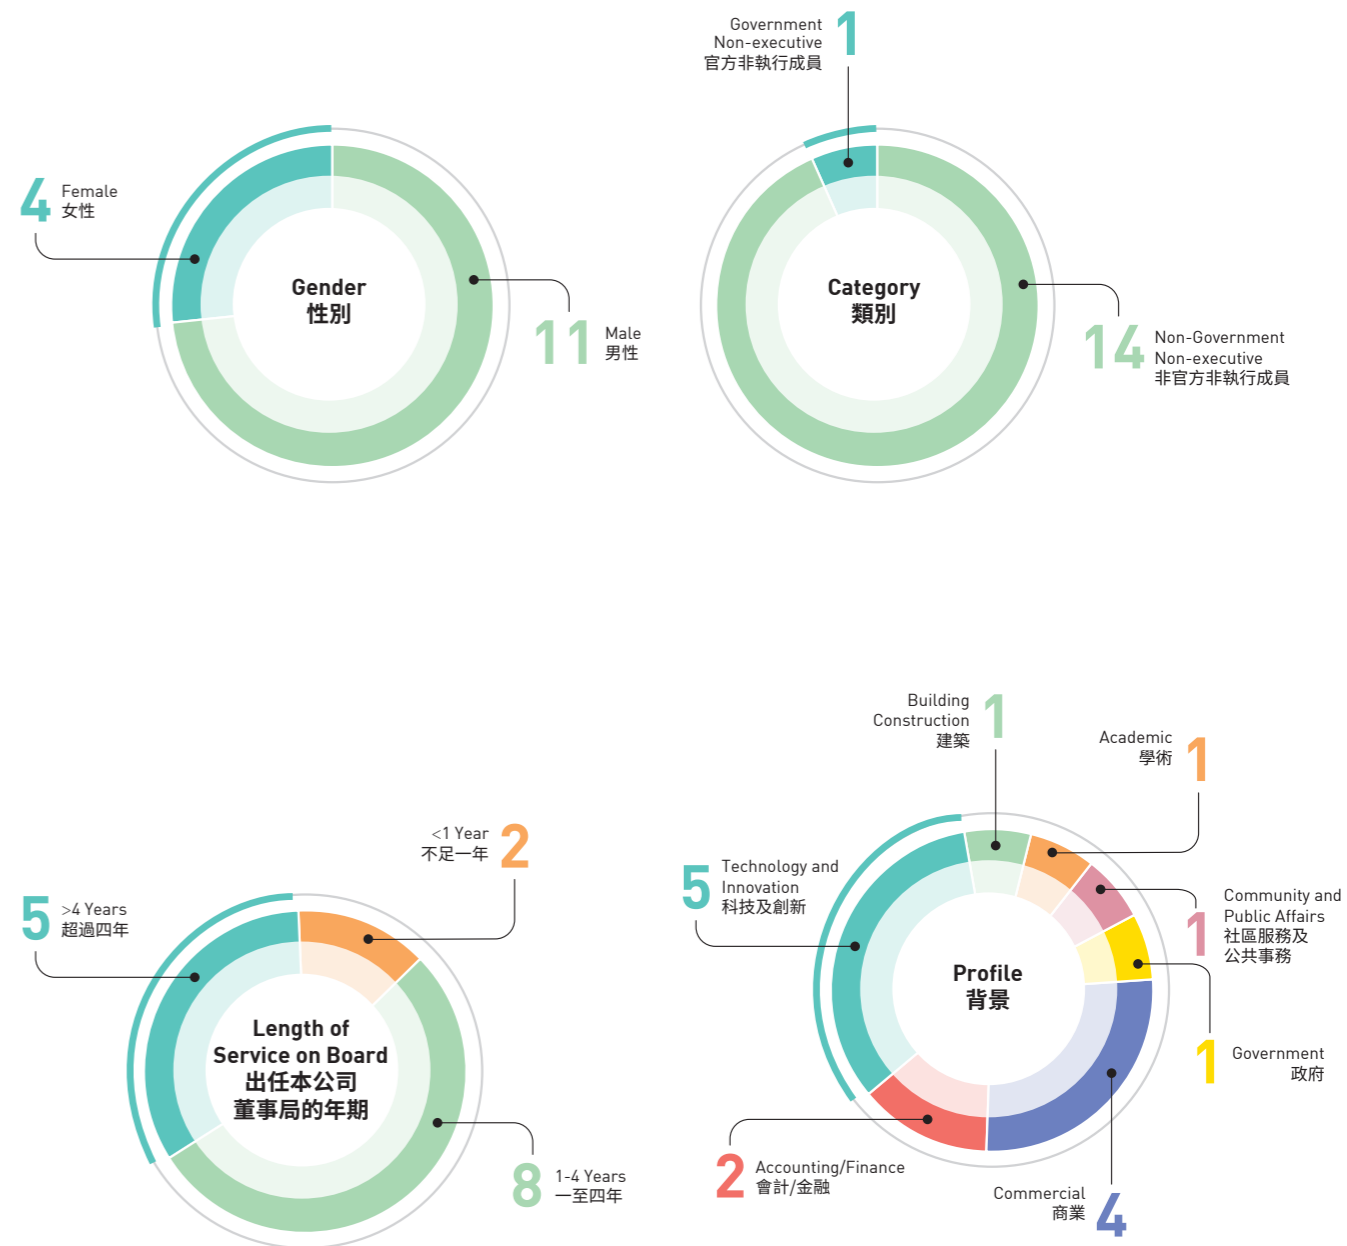 4
Female
女性
Gender
性別
11
Male
男性
Government
Non-executive
官方非執行成員
1
Category
類別
14
Non-Government
Non-executive
非官方非執行成員
<1 Year
不足一年
2
5
>4 Years
超過四年
Length of
Service on Board
出任本公司
董事局的年期
8
1-4 Years
一至四年
Building
Construction
建築
1
Academic
學術
1
5
Technology and
Innovation
科技及創新
1
Community and
Public Affairs
社區服務及
公共事務
Profile
背景
1
Government
政府
2
Accounting/Finance
會計/金融
Commercial
商業
4